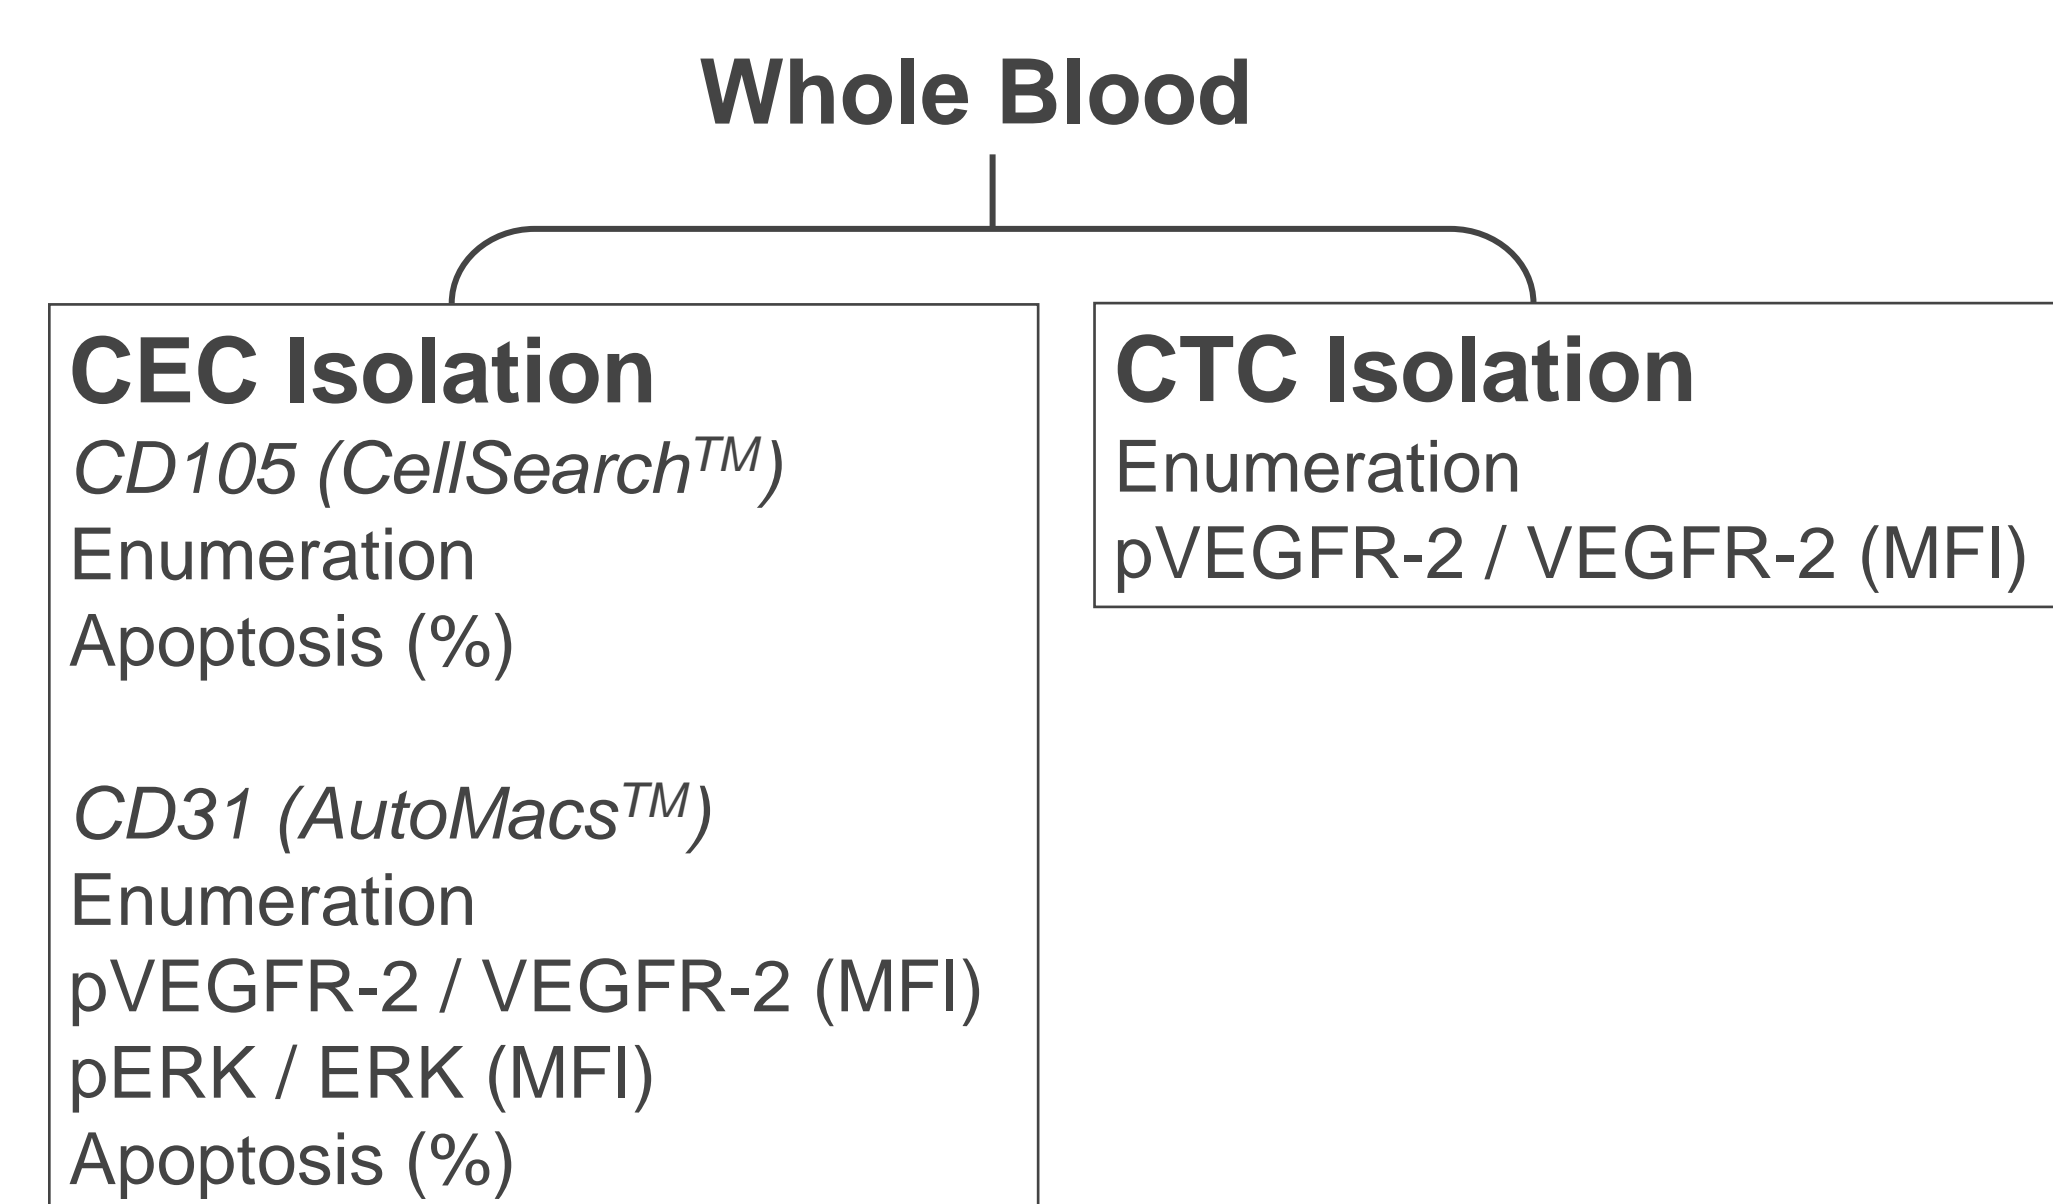 Whole Blood
CEC Isolation
CD105 (CellSearch™)
Enumeration
Apoptosis (%)
CD31 (AutoMacs™)
Enumeration
pVEGFR-2 / VEGFR-2 (MFI)
pERK / ERK (MFI)
Apoptosis (%)
CTC Isolation
Enumeration
pVEGFR-2 / VEGFR-2 (MFI)